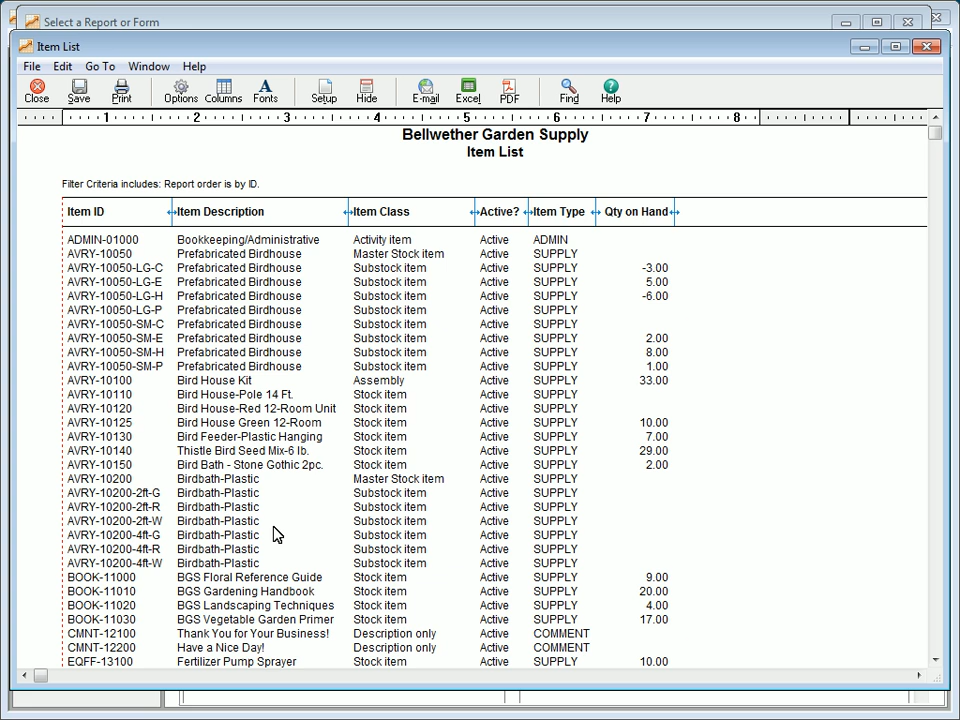 Select a Report or Form
Item List
File Edit Go To Window Help
Close Save Print Options Columns Fonts Setup Hide E-mail Excel PDF Find Help
1 2 3 4 5 6 7 8
Bellwether Garden Supply
Item List
Filter Criteria includes: Report order is by ID.
Item ID Item Description Item Class Active? Item Type Qty on Hand
ADMIN-01000 Bookkeeping/Administrative Activity item Active ADMIN
AVRY-10050 Prefabricated Birdhouse Master Stock item Active SUPPLY
AVRY-10050-LG-C Prefabricated Birdhouse Substock item Active SUPPLY -3.00
AVRY-10050-LG-E Prefabricated Birdhouse Substock item Active SUPPLY 5.00
AVRY-10050-LG-H Prefabricated Birdhouse Substock item Active SUPPLY -6.00
AVRY-10050-LG-P Prefabricated Birdhouse Substock item Active SUPPLY
AVRY-10050-SM-C Prefabricated Birdhouse Substock item Active SUPPLY
AVRY-10050-SM-E Prefabricated Birdhouse Substock item Active SUPPLY 2.00
AVRY-10050-SM-H Prefabricated Birdhouse Substock item Active SUPPLY 8.00
AVRY-10050-SM-P Prefabricated Birdhouse Substock item Active SUPPLY 1.00
AVRY-10100 Bird House Kit Assembly Active SUPPLY 33.00
AVRY-10110 Bird House-Pole 14 Ft. Stock item Active SUPPLY
AVRY-10120 Bird House-Red 12-Room Unit Stock item Active SUPPLY
AVRY-10125 Bird House Green 12-Room Stock item Active SUPPLY 10.00
AVRY-10130 Bird Feeder-Plastic Hanging Stock item Active SUPPLY 7.00
AVRY-10140 Thistle Bird Seed Mix-6 lb. Stock item Active SUPPLY 29.00
AVRY-10150 Bird Bath - Stone Gothic 2pc. Stock item Active SUPPLY 2.00
AVRY-10200 Birdbath-Plastic Master Stock item Active SUPPLY
AVRY-10200-2ft-G Birdbath-Plastic Substock item Active SUPPLY
AVRY-10200-2ft-R Birdbath-Plastic Substock item Active SUPPLY
AVRY-10200-2ft-W Birdbath-Plastic Substock item Active SUPPLY
AVRY-10200-4ft-G Birdbath-Plastic Substock item Active SUPPLY
AVRY-10200-4ft-R Birdbath-Plastic Substock item Active SUPPLY
AVRY-10200-4ft-W Birdbath-Plastic Substock item Active SUPPLY
BOOK-11000 BGS Floral Reference Guide Stock item Active SUPPLY 9.00
BOOK-11010 BGS Gardening Handbook Stock item Active SUPPLY 20.00
BOOK-11020 BGS Landscaping Techniques Stock item Active SUPPLY 4.00
BOOK-11030 BGS Vegetable Garden Primer Stock item Active SUPPLY 17.00
CMNT-12100 Thank You for Your Business! Description only Active COMMENT
CMNT-12200 Have a Nice Day! Description only Active COMMENT
EQFF-13100 Fertilizer Pump Sprayer Stock item Active SUPPLY 10.00